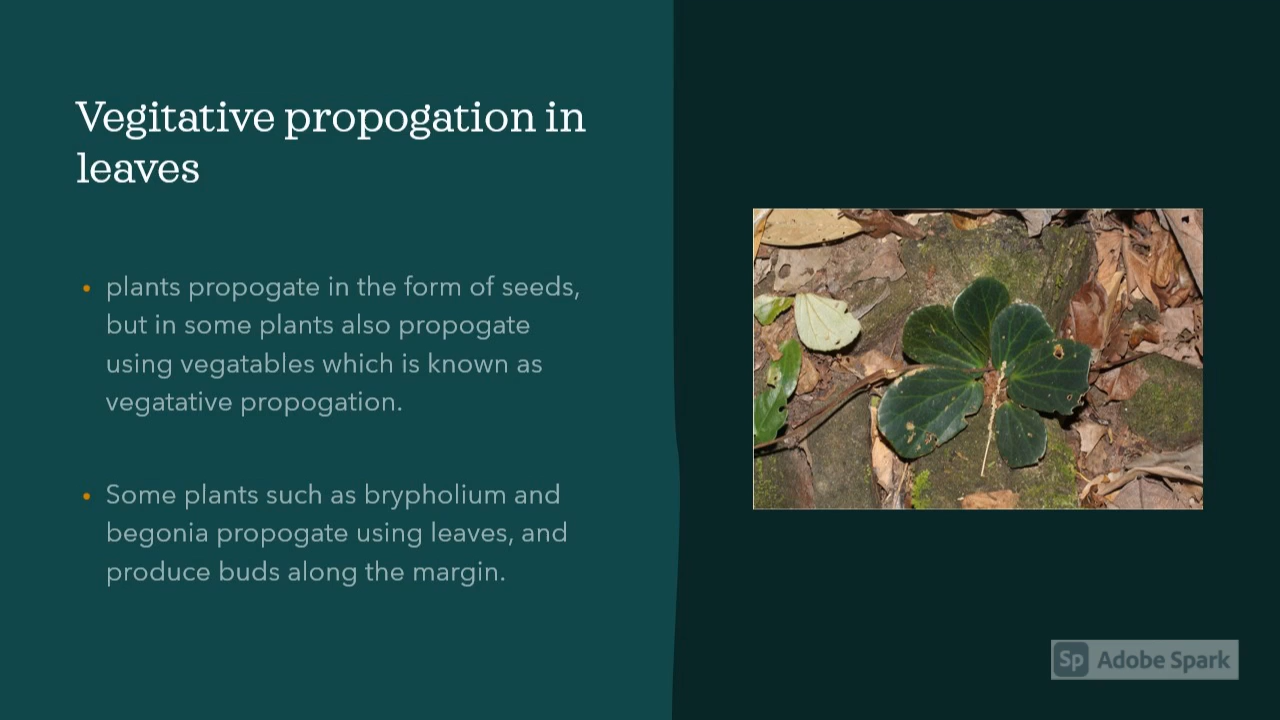 Vegitative propogation in
leaves
• plants propogate in the form of seeds,
but in some plants also propogate
using vegatables which is known as
vegatative propogation.
• Some plants such as brypholium and
begonia propogate using leaves, and
produce buds along the margin.
Sp Adobe Spark